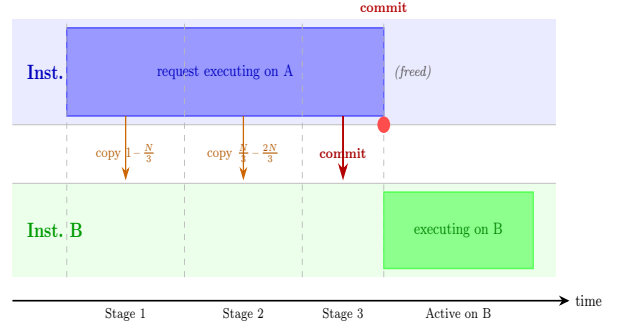 commit
Inst.
request executing on A
(freed)
copy 1 – N/3
copy N/3 – 2N/3
commit
Inst. B
executing on B
time
Stage 1
Stage 2
Stage 3
Active on B